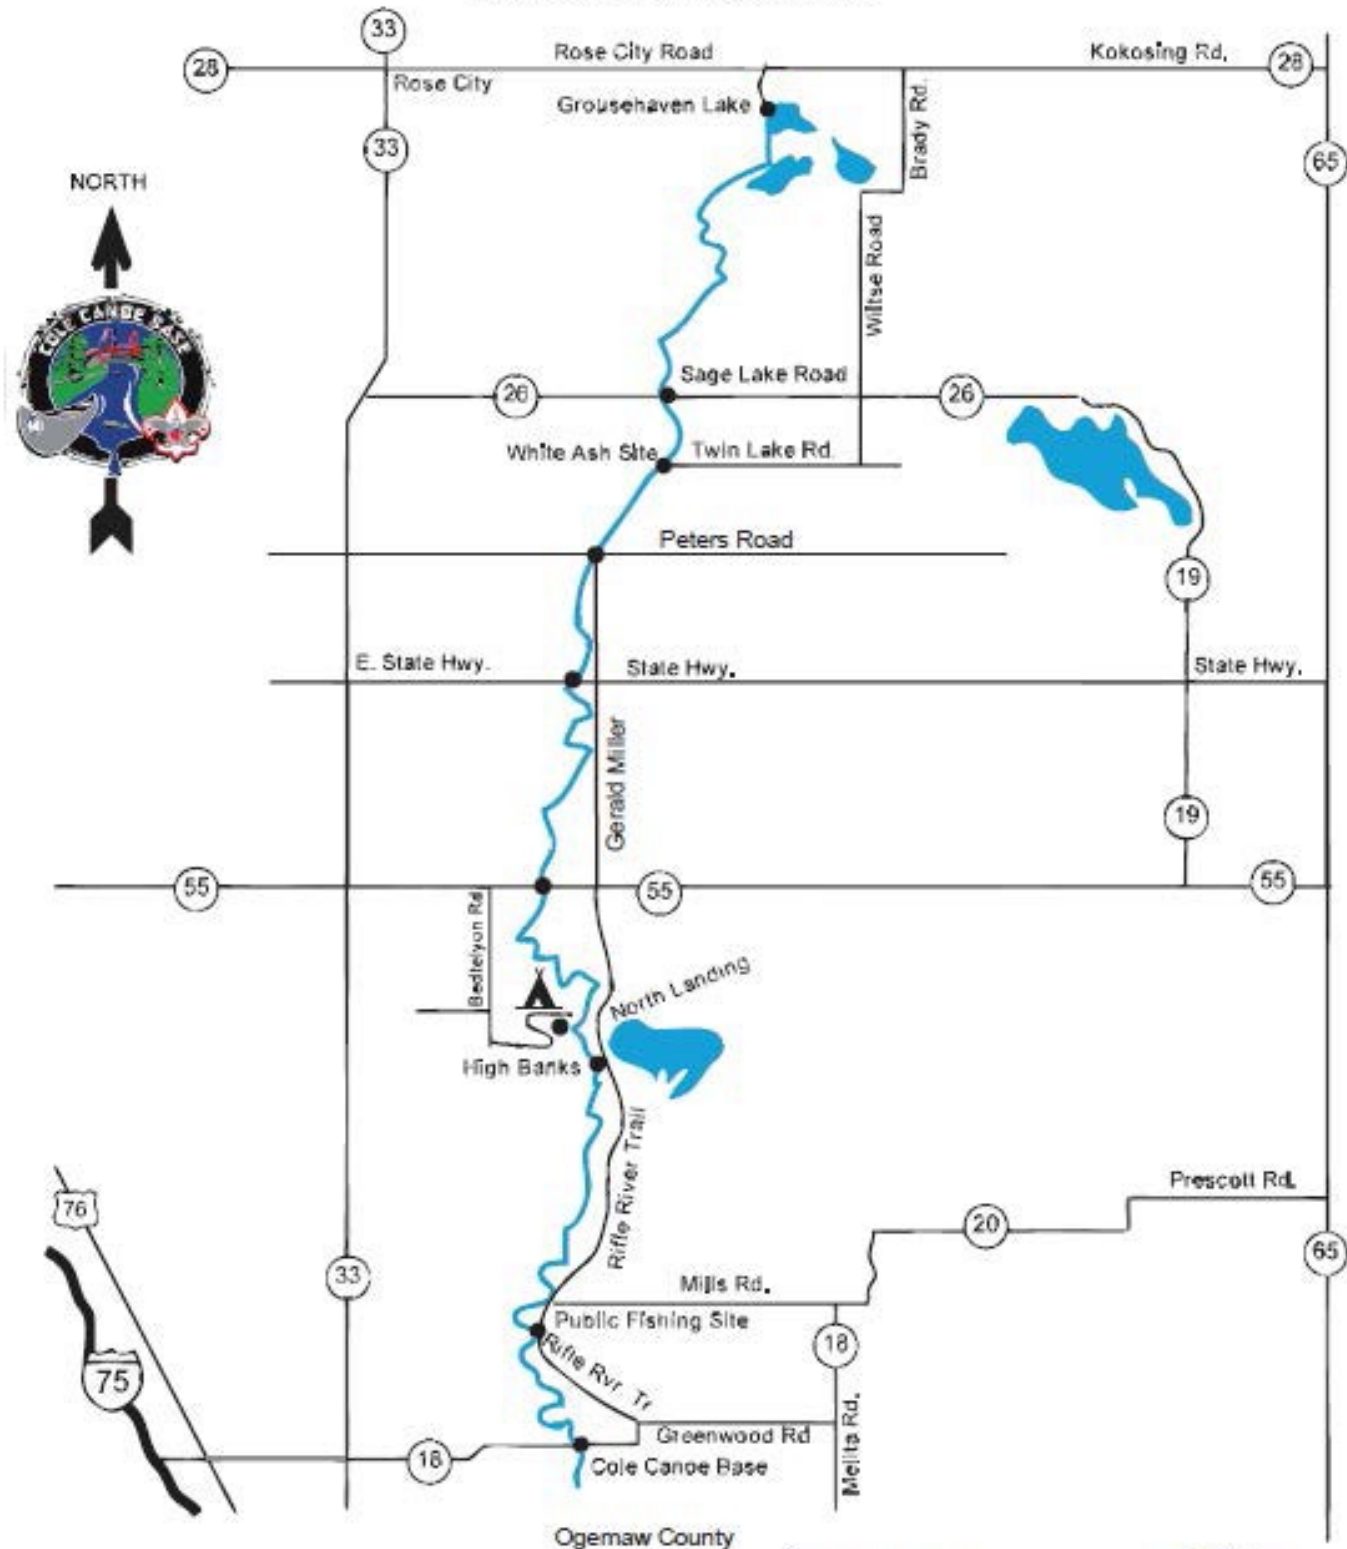 33
28
Rose City Road
Kokosing Rd.
28
Rose City
Grousehaven Lake
Brady Rd.
33
65
NORTH
COLE CANOE BASE
Wiltse Road
Sage Lake Road
26
26
White Ash Site
Twin Lake Rd
Peters Road
19
E. State Hwy.
State Hwy.
State Hwy.
Gerald Miller
19
55
55
55
Bedtelyon Rd
North Landing
High Banks
Rifle River Trail
Prescott Rd.
76
20
65
33
Mills Rd.
Public Fishing Site
18
75
Rifle Rvr Tr
Greenwood Rd
Melita Rd.
18
Cole Canoe Base
Ogemaw County